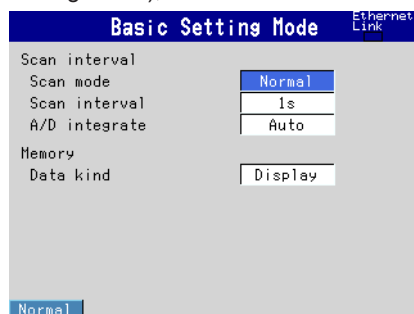 Basic Setting Mode
Ethernet
Link
Scan interval
Scan mode Normal
Scan interval 1s
A/D integrate Auto
Memory
Data kind Display
Normal